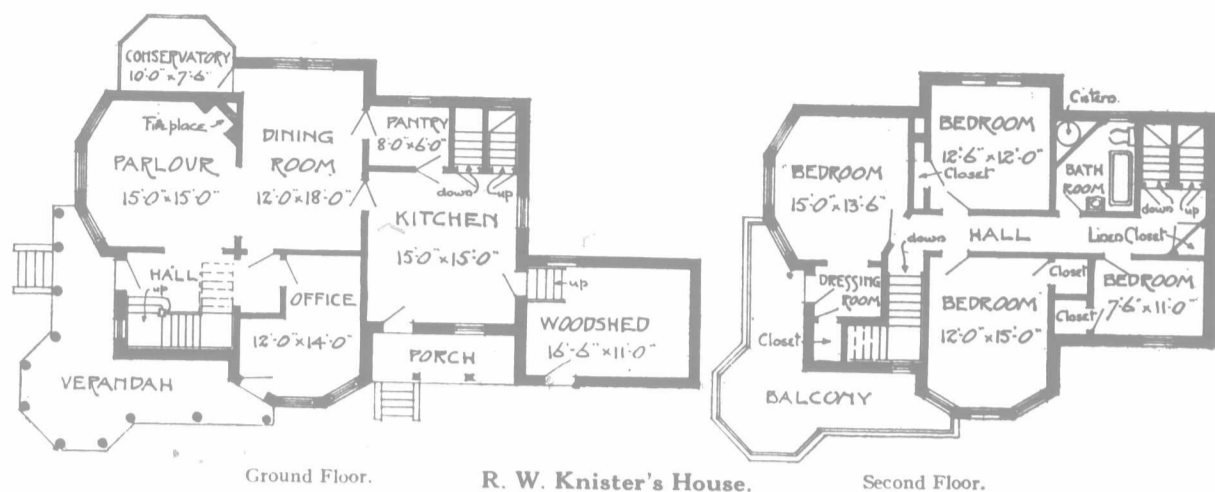 CONSERVATORY
10'-0" x 7'-6"
Fireplace
PARLOUR
15'-0" x 15'-0"
DINING
ROOM
12'-0" x 18'-0"
PANTRY
8'-0" x 6'-0"
down
up
KITCHEN
15'-0" x 15'-0"
HALL
up
OFFICE
12'-0" x 14'-0"
up
WOODSHED
16'-6" x 11'-0"
PORCH
VERANDAH
Ground Floor.
R. W. Knister's House.
BEDROOM
15'-0" x 13'-6"
Closet
BEDROOM
12'-6" x 12'-0"
Cistern
BATH
ROOM
down
up
down
HALL
Linen Closet
DRESSING
ROOM
Closet
BEDROOM
12'-0" x 15'-0"
Closet
Closet
BEDROOM
7'-6" x 11'-0"
BALCONY
Second Floor.